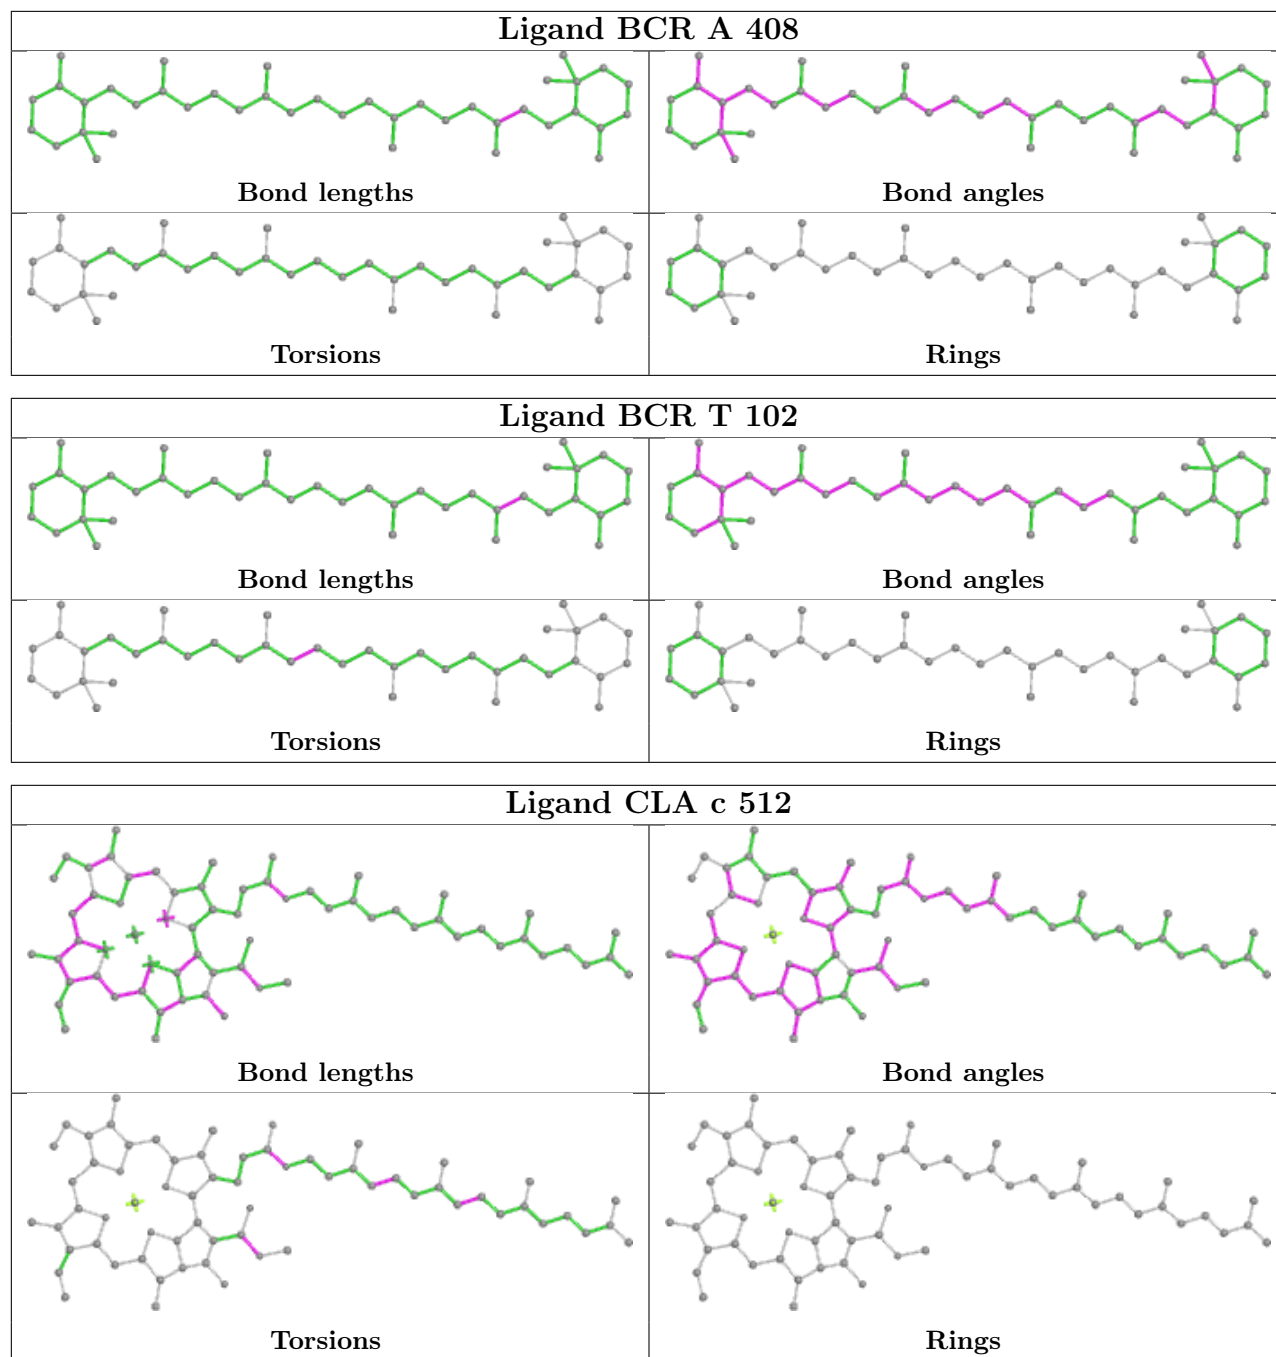 Ligand BCR A 408
Bond lengths
Bond angles
Torsions
Rings
Ligand BCR T 102
Bond lengths
Bond angles
Torsions
Rings
Ligand CLA c 512
Bond lengths
Bond angles
Torsions
Rings